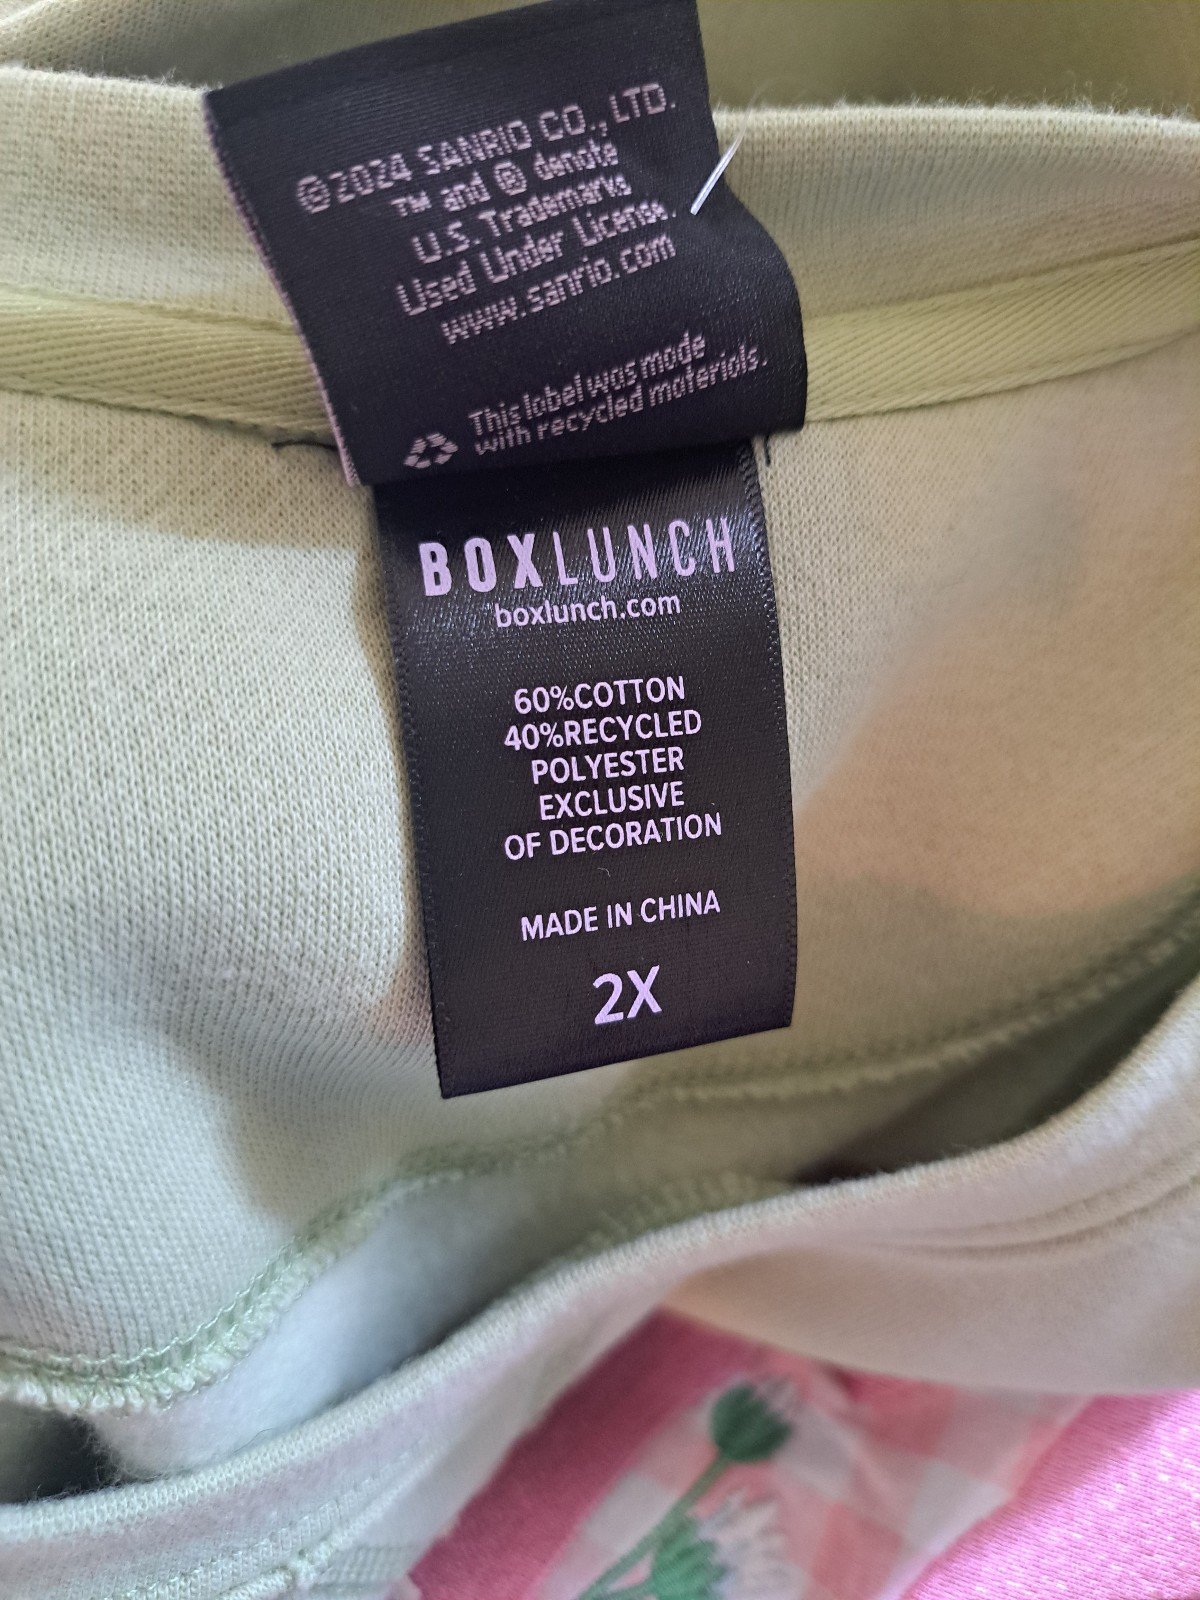 ©2024 SANRIO CO., LTD.
™ and ® denote
U.S. Trademarks
Used Under License.
www.sanrio.com
This label was made
with recycled materials.
BOXLUNCH
boxlunch.com
60%COTTON
40%RECYCLED
POLYESTER
EXCLUSIVE
OF DECORATION
MADE IN CHINA
2X